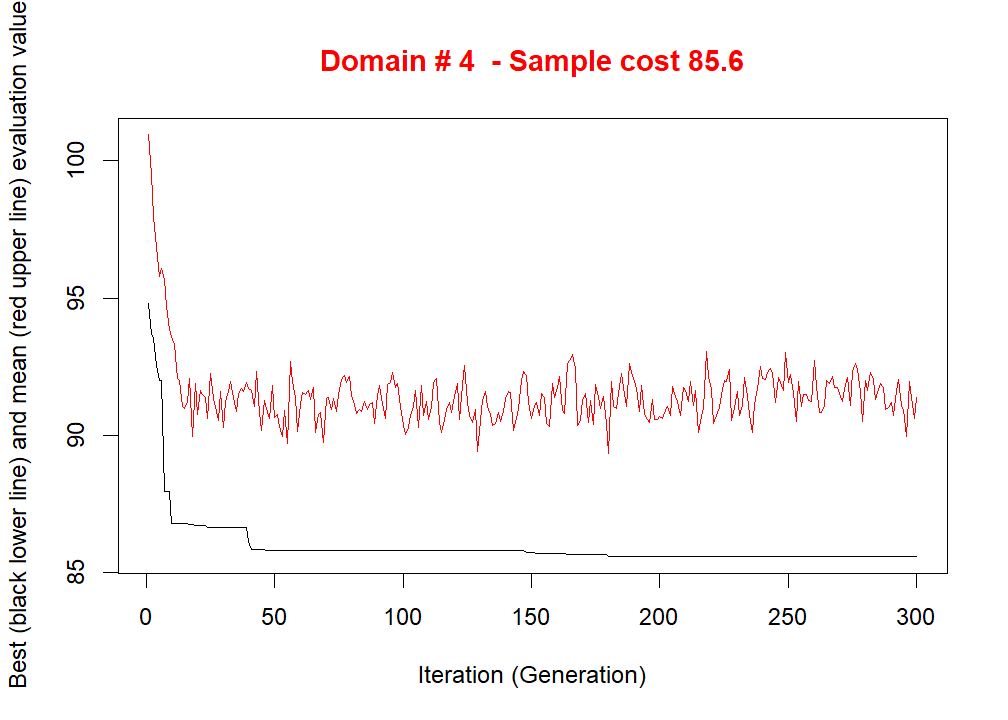 Domain # 4  - Sample cost 85.6
Best (black lower line) and mean (red upper line) evaluation value
100
95
90
85
0 50 100 150 200 250 300
Iteration (Generation)